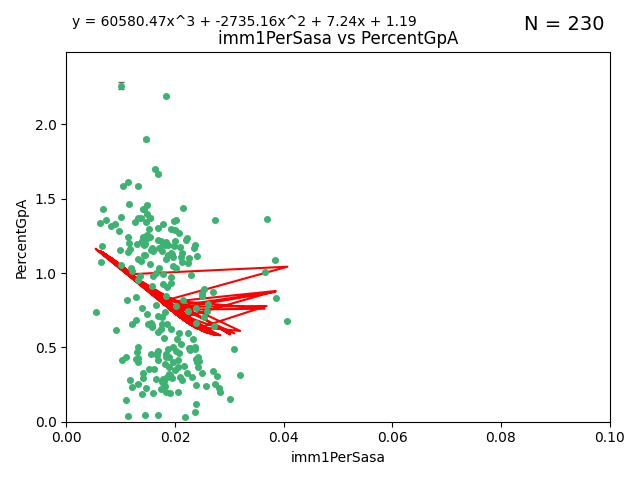 y = 60580.47x^3 + -2735.16x^2 + 7.24x + 1.19
N = 230
imm1PerSasa vs PercentGpA
PercentGpA
2.0
1.5
1.0
0.5
0.0
0.00 0.02 0.04 0.06 0.08 0.10
imm1PerSasa